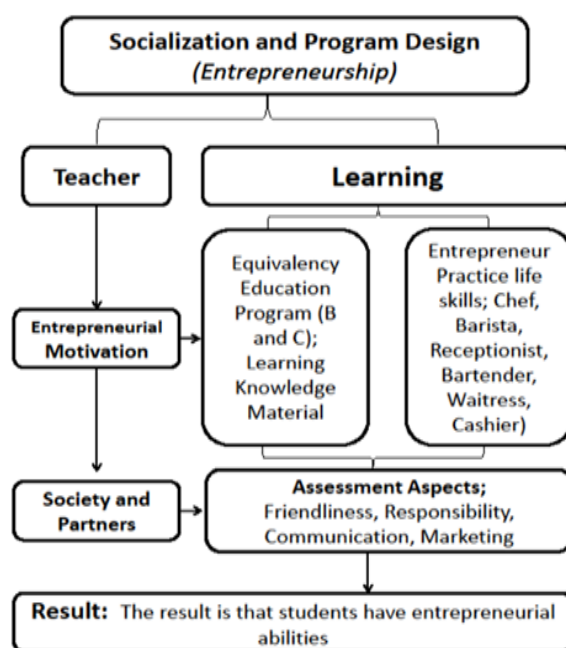 Socialization and Program Design
(Entrepreneurship)
Teacher
Learning
Equivalency
Education
Program (B
and C);
Learning
Knowledge
Material
Entrepreneur
Practice life
skills; Chef,
Barista,
Receptionist,
Bartender,
Waitress,
Cashier)
Entrepreneurial
Motivation
Society and
Partners
Assessment Aspects;
Friendliness, Responsibility,
Communication, Marketing
Result: The result is that students have entrepreneurial
abilities